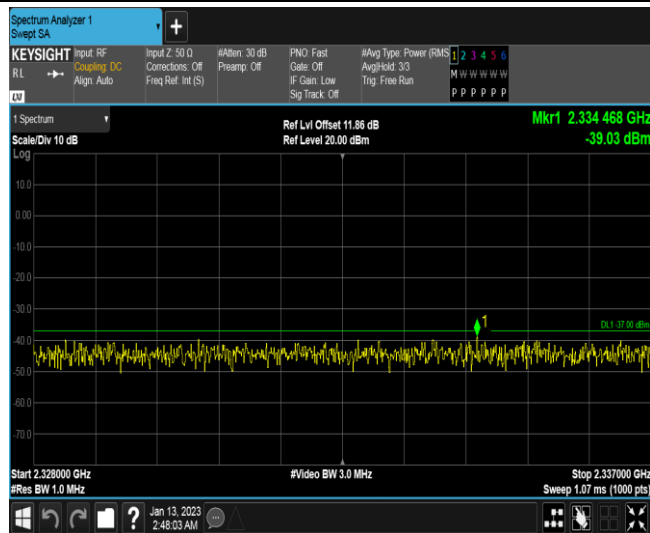 Spectrum Analyzer 1
Swept SA
+
KEYSIGHT
RL
LXI
Input: RF
Coupling: DC
Align: Auto
Input Z: 50 Ω
Corrections: Off
Freq Ref: Int (S)
#Atten: 30 dB
Preamp: Off
PNO: Fast
Gate: Off
IF Gain: Low
Sig Track: Off
#Avg Type: Power (RMS
Avg|Hold: 3/3
Trig: Free Run
1 2 3 4 5 6
M W W W W W
P P P P P P
1 Spectrum
Scale/Div 10 dB
Log
Ref Lvl Offset 11.86 dB
Ref Level 20.00 dBm
Mkr1 2.334 468 GHz
-39.03 dBm
10.0
0.00
-10.0
-20.0
-30.0
1
DL1 -37.00 dBm
-40.0
-50.0
-60.0
-70.0
Start 2.328000 GHz
#Res BW 1.0 MHz
#Video BW 3.0 MHz
Stop 2.337000 GHz
Sweep 1.07 ms (1000 pts)
?
Jan 13, 2023
2:48:03 AM